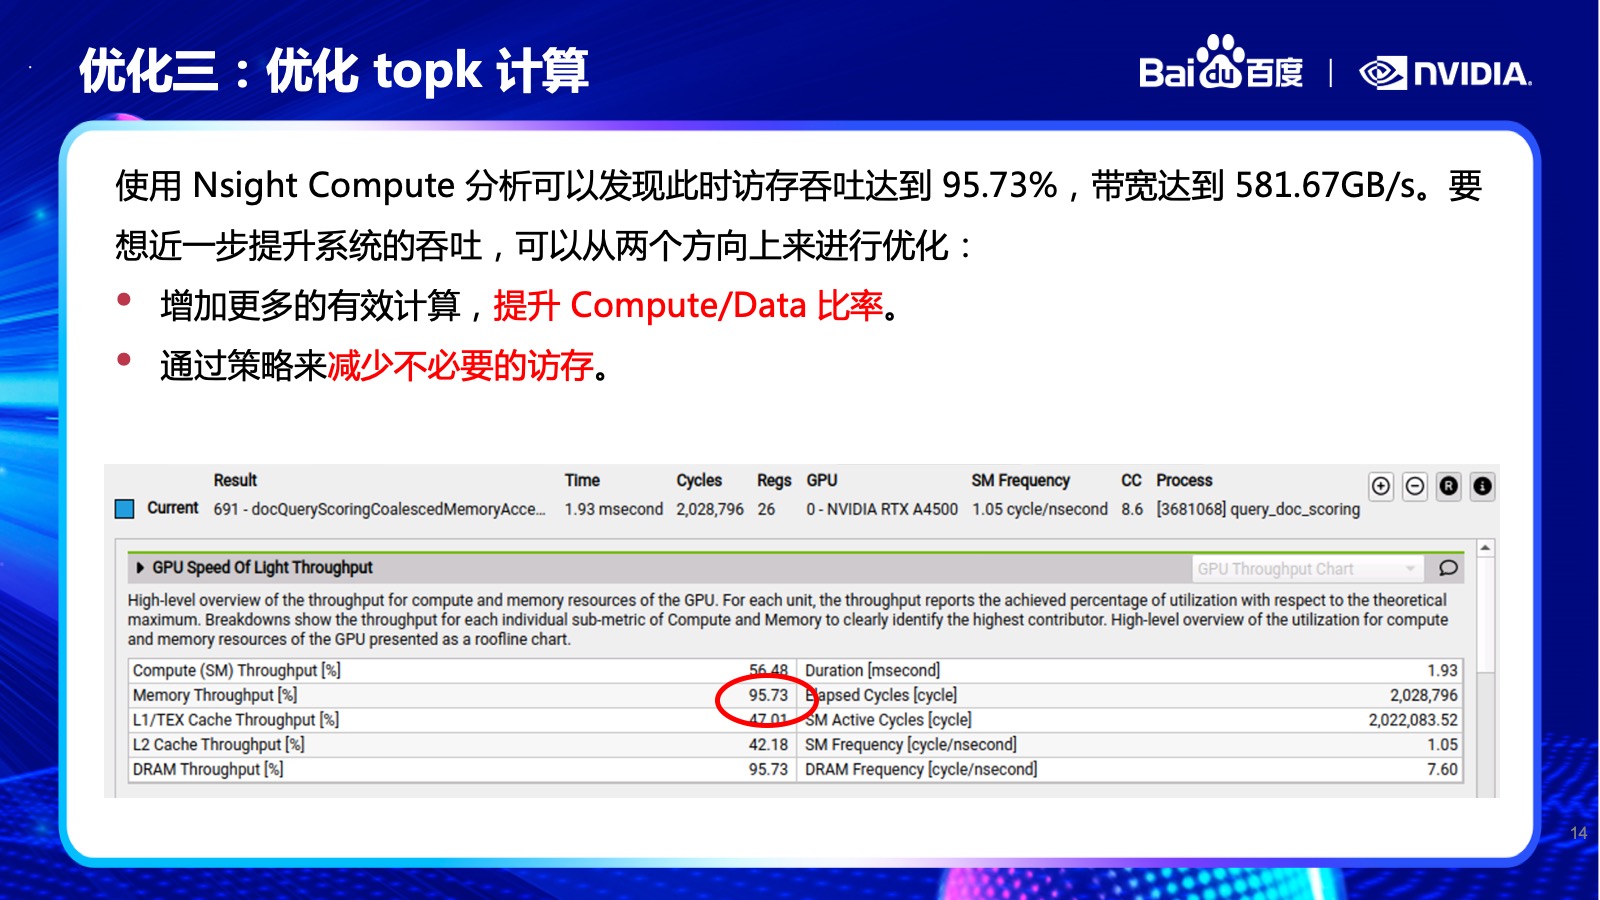 优化三：优化 topk 计算
Bai du 百度 | NVIDIA.
使用 Nsight Compute 分析可以发现此时访存吞吐达到 95.73%，带宽达到 581.67GB/s。要
想近一步提升系统的吞吐，可以从两个方向上来进行优化：
• 增加更多的有效计算，提升 Compute/Data 比率。
• 通过策略来减少不必要的访存。
Result Time Cycles Regs GPU SM Frequency CC Process
Current 691 - docQueryScoringCoalescedMemoryAcce... 1.93 msecond 2,028,796 26 0 - NVIDIA RTX A4500 1.05 cycle/nsecond 8.6 [3681068] query_doc_scoring
GPU Speed Of Light Throughput GPU Throughput Chart
High-level overview of the throughput for compute and memory resources of the GPU. For each unit, the throughput reports the achieved percentage of utilization with respect to the theoretical
maximum. Breakdowns show the throughput for each individual sub-metric of Compute and Memory to clearly identify the highest contributor. High-level overview of the utilization for compute
and memory resources of the GPU presented as a roofline chart.
Compute (SM) Throughput [%] 56.48 Duration [msecond] 1.93
Memory Throughput [%] 95.73 Elapsed Cycles [cycle] 2,028,796
L1/TEX Cache Throughput [%] 47.01 SM Active Cycles [cycle] 2,022,083.52
L2 Cache Throughput [%] 42.18 SM Frequency [cycle/nsecond] 1.05
DRAM Throughput [%] 95.73 DRAM Frequency [cycle/nsecond] 7.60
14